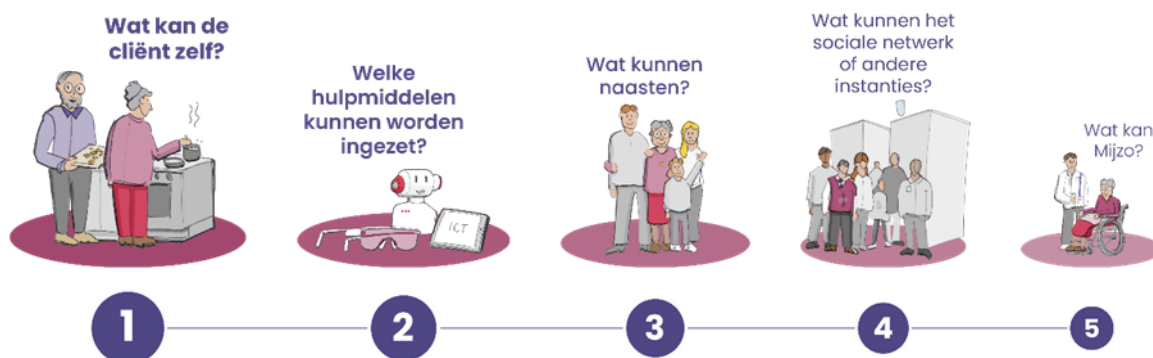 Wat kan de
cliënt zelf?
Welke
hulpmiddelen
kunnen worden
ingezet?
Wat kunnen
naasten?
Wat kunnen het
sociale netwerk
of andere
instanties?
Wat kan
Mijzo?
ICT
1
2
3
4
5